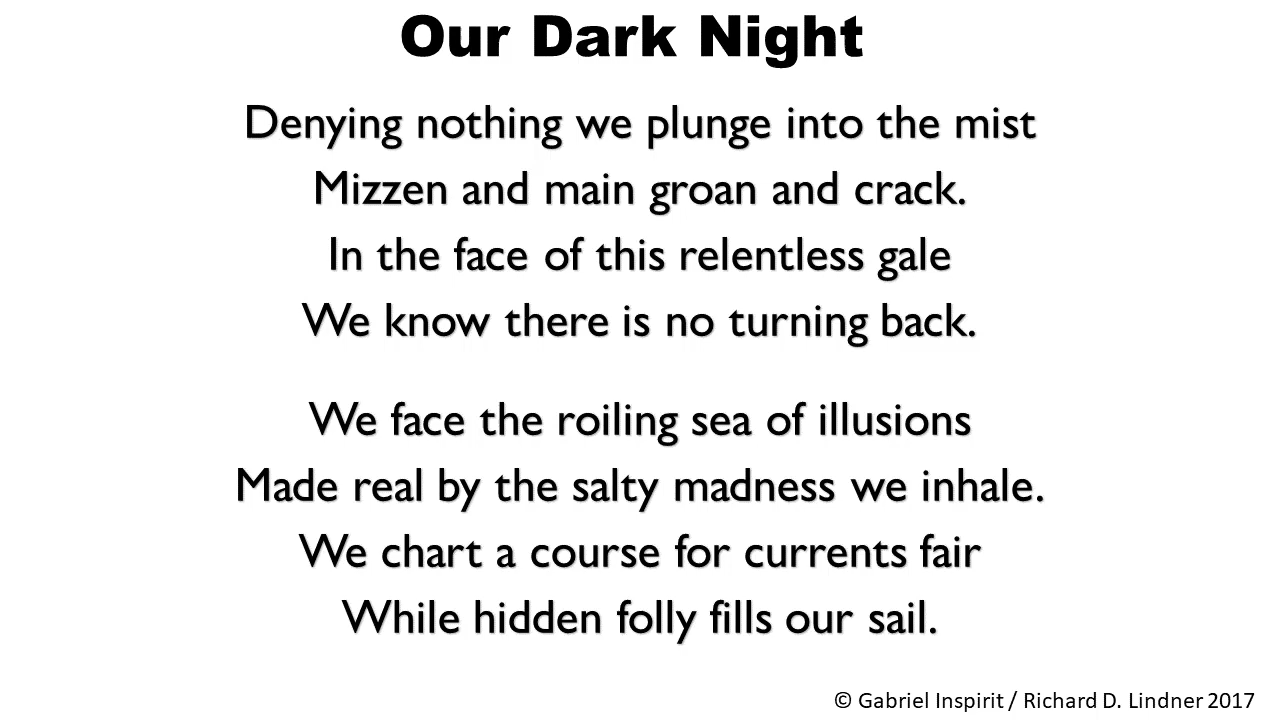 Our Dark Night
Denying nothing we plunge into the mist
Mizzen and main groan and crack.
In the face of this relentless gale
We know there is no turning back.
We face the roiling sea of illusions
Made real by the salty madness we inhale.
We chart a course for currents fair
While hidden folly fills our sail.
© Gabriel Inspirit / Richard D. Lindner 2017